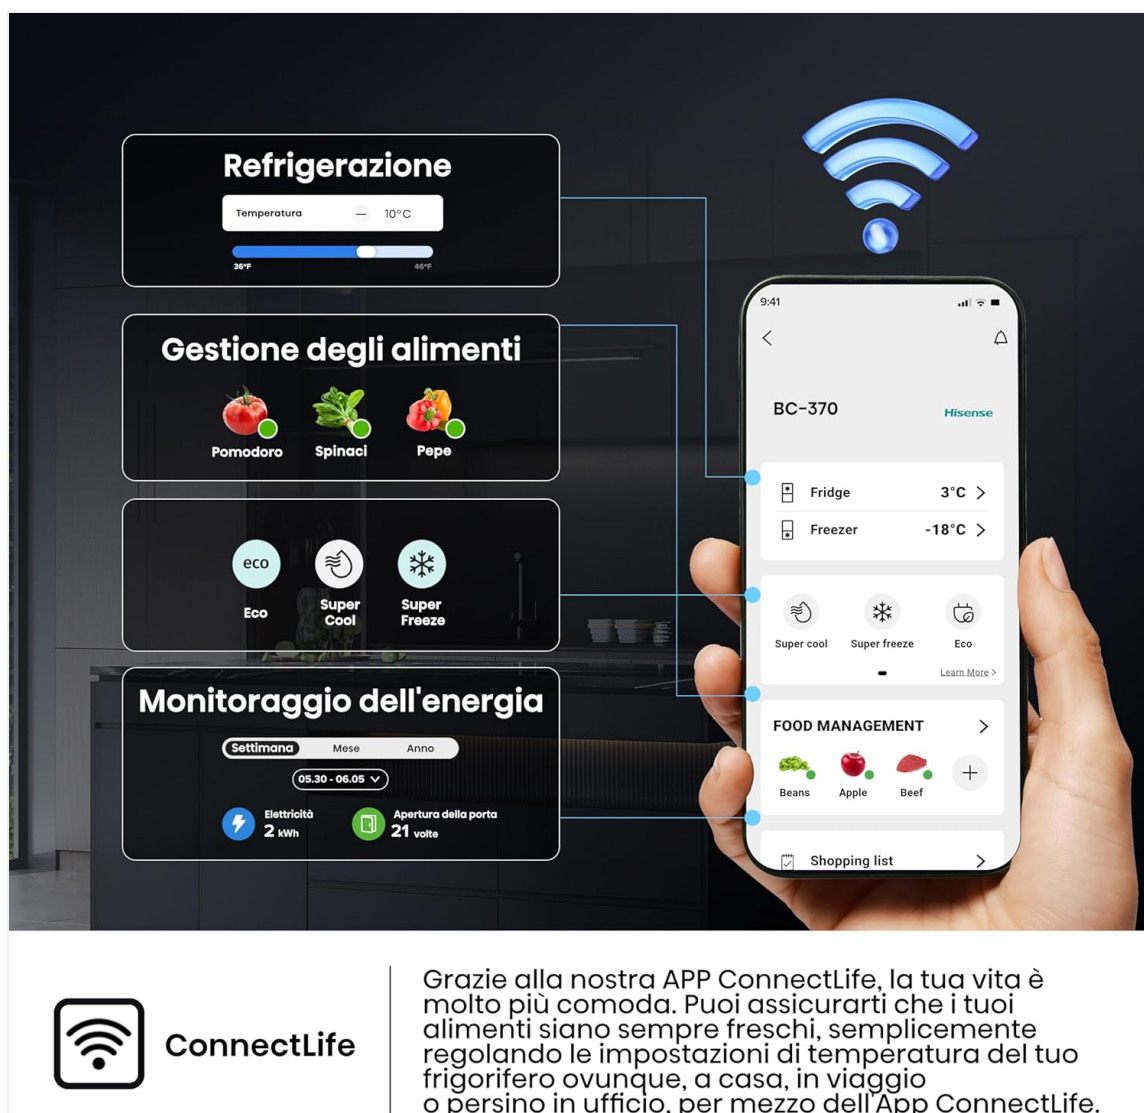 Refrigerazione
Temperatura — 10°C
36°F 46°F
Gestione degli alimenti
Pomodoro Spinaci Pepe
eco
Eco
Super Cool
Super Freeze
Monitoraggio dell'energia
Settimana Mese Anno
05.30 - 06.05
Elettricità
2 kWh
Apertura della porta
21 volte
9:41
BC-370
Hisense
Fridge 3°C
Freezer -18°C
Super cool Super freeze Eco
Learn More >
FOOD MANAGEMENT
Beans Apple Beef
Shopping list
ConnectLife
Grazie alla nostra APP ConnectLife, la tua vita è
molto più comoda. Puoi assicurarti che i tuoi
alimenti siano sempre freschi, semplicemente
regolando le impostazioni di temperatura del tuo
frigorifero ovunque, a casa, in viaggio
o persino in ufficio, per mezzo dell'App ConnectLife.